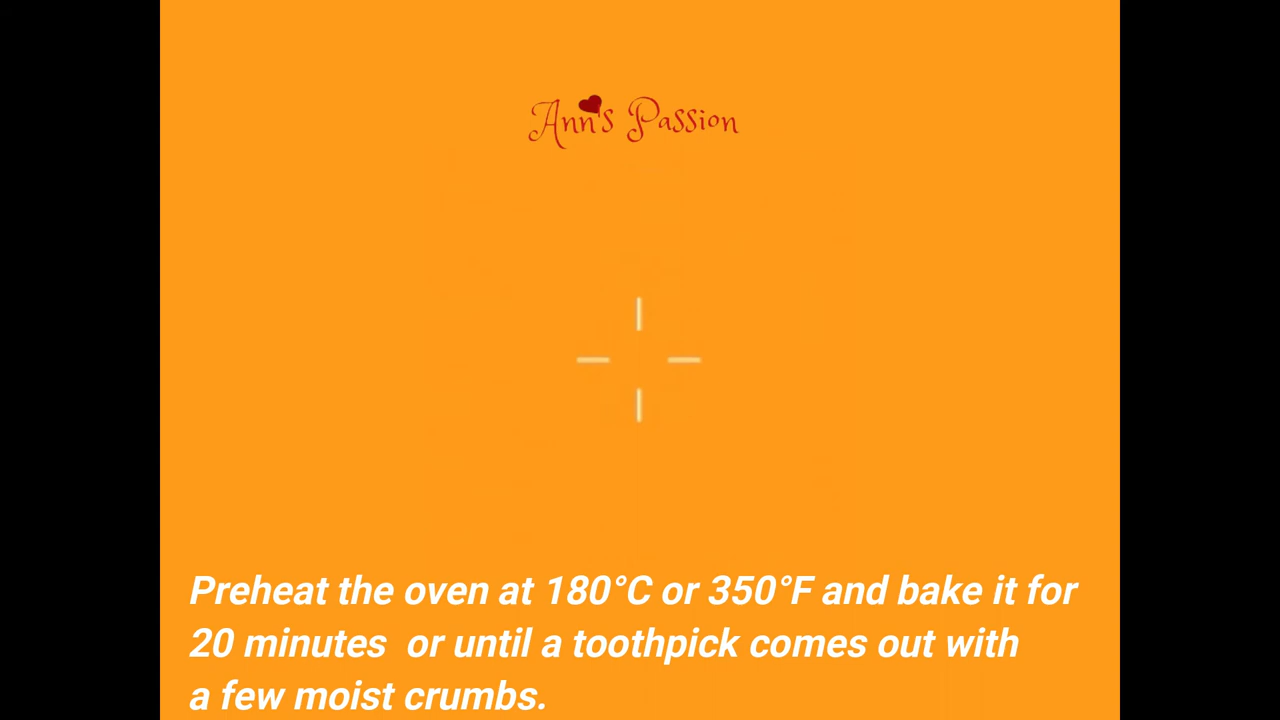 Ann's Passion
Preheat the oven at 180°C or 350°F and bake it for
20 minutes  or until a toothpick comes out with
a few moist crumbs.